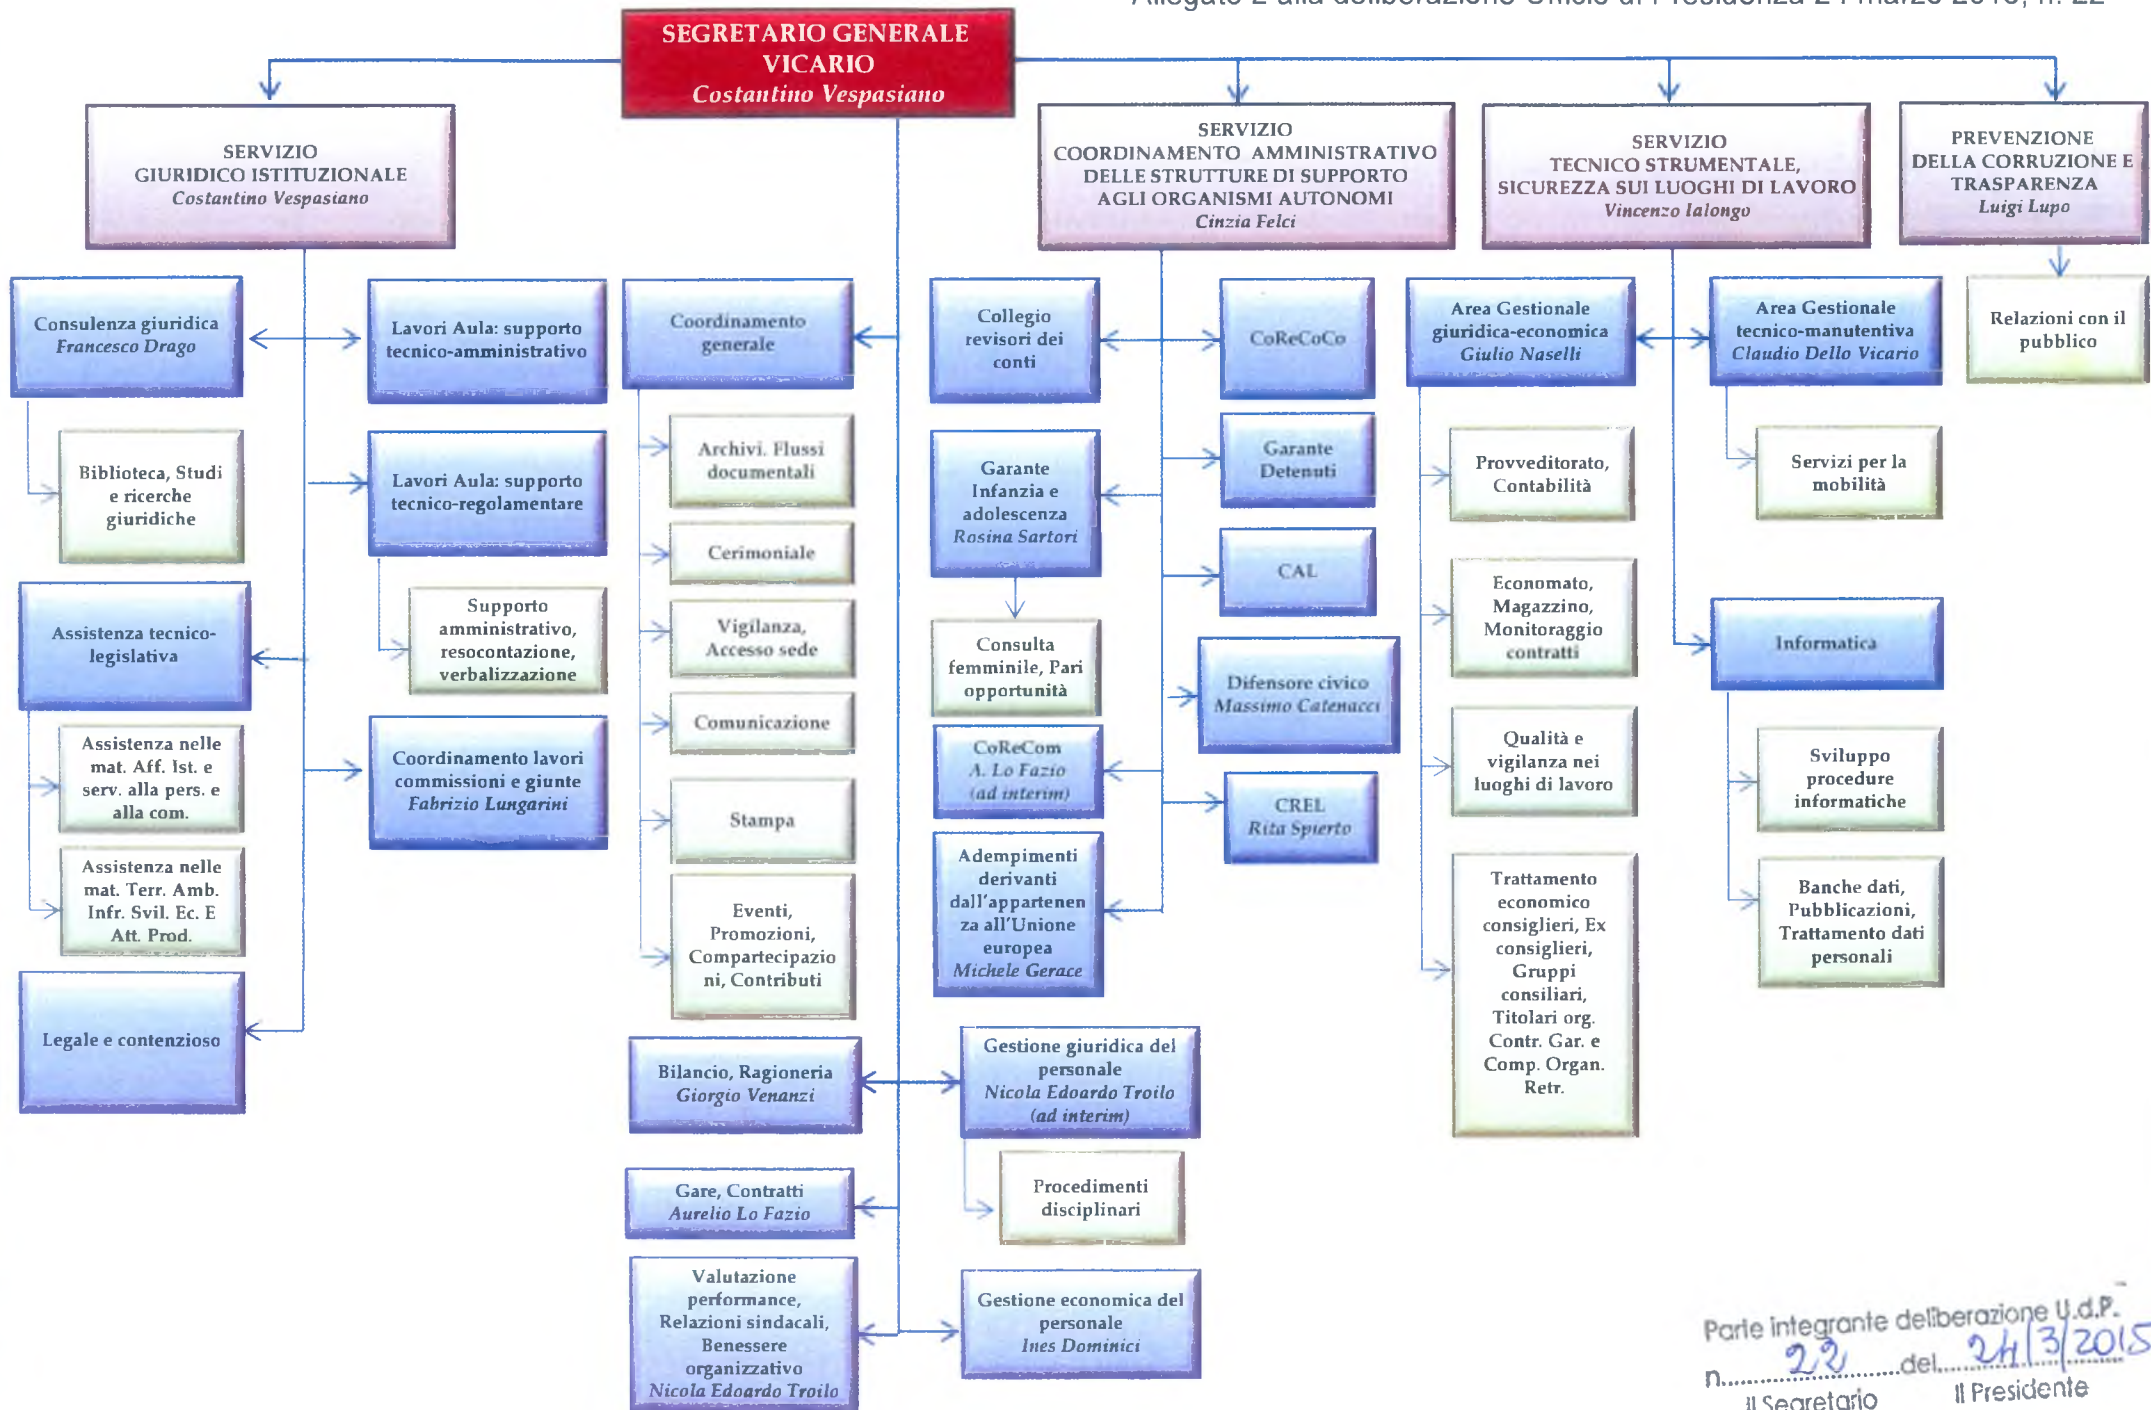 Allegato 2 alla deliberazione Ufficio di Presidenza 24 marzo 2015, n. 22
SEGRETARIO GENERALE
VICARIO
Costantino Vespasiano
SERVIZIO
GIURIDICO ISTITUZIONALE
Costantino Vespasiano
SERVIZIO
COORDINAMENTO AMMINISTRATIVO
DELLE STRUTTURE DI SUPPORTO
AGLI ORGANISMI AUTONOMI
Cinzia Felci
SERVIZIO
TECNICO STRUMENTALE,
SICUREZZA SUI LUOGHI DI LAVORO
Vincenzo Ialongo
PREVENZIONE
DELLA CORRUZIONE E
TRASPARENZA
Luigi Lupo
Consulenza giuridica
Francesco Drago
Biblioteca, Studi
e ricerche
giuridiche
Assistenza tecnico-
legislativa
Assistenza nelle
mat. Aff. Ist. e
serv. alla pers. e
alla com.
Assistenza nelle
mat. Terr. Amb.
Infr. Svil. Ec. E
Att. Prod.
Legale e contenzioso
Lavori Aula: supporto
tecnico-amministrativo
Lavori Aula: supporto
tecnico-regolamentare
Supporto
amministrativo,
resocontazione,
verbalizzazione
Coordinamento lavori
commissioni e giunte
Fabrizio Lungarini
Coordinamento
generale
Archivi. Flussi
documentali
Cerimoniale
Vigilanza,
Accesso sede
Comunicazione
Stampa
Eventi,
Promozioni,
Compartecipazio
ni, Contributi
Bilancio, Ragioneria
Giorgio Venanzi
Gare, Contratti
Aurelio Lo Fazio
Valutazione
performance,
Relazioni sindacali,
Benessere
organizzativo
Nicola Edoardo Troilo
Gestione giuridica del
personale
Nicola Edoardo Troilo
(ad interim)
Procedimenti
disciplinari
Gestione economica del
personale
Ines Dominici
Collegio
revisori dei
conti
Garante
Infanzia e
adolescenza
Rosina Sartori
Consulta
femminile, Pari
opportunità
CoReCom
A. Lo Fazio
(ad interim)
Adempimenti
derivanti
dall'appartenen
za all'Unione
europea
Michele Gerace
CoReCoCo
Garante
Detenuti
CAL
Difensore civico
Massimo Catenacci
CREL
Rita Spierto
Area Gestionale
giuridica-economica
Giulio Naselli
Provveditorato,
Contabilità
Economato,
Magazzino,
Monitoraggio
contratti
Qualità e
vigilanza nei
luoghi di lavoro
Trattamento
economico
consiglieri, Ex
consiglieri,
Gruppi
consiliari,
Titolari org.
Contr. Gar. e
Comp. Organ.
Retr.
Area Gestionale
tecnico-manutentiva
Claudio Dello Vicario
Servizi per la
mobilità
Informatica
Sviluppo
procedure
informatiche
Banche dati,
Pubblicazioni,
Trattamento dati
personali
Relazioni con il
pubblico
Parte integrante deliberazione U.d.P.
n. 22 del 24/3/2015
Il Segretario Il Presidente